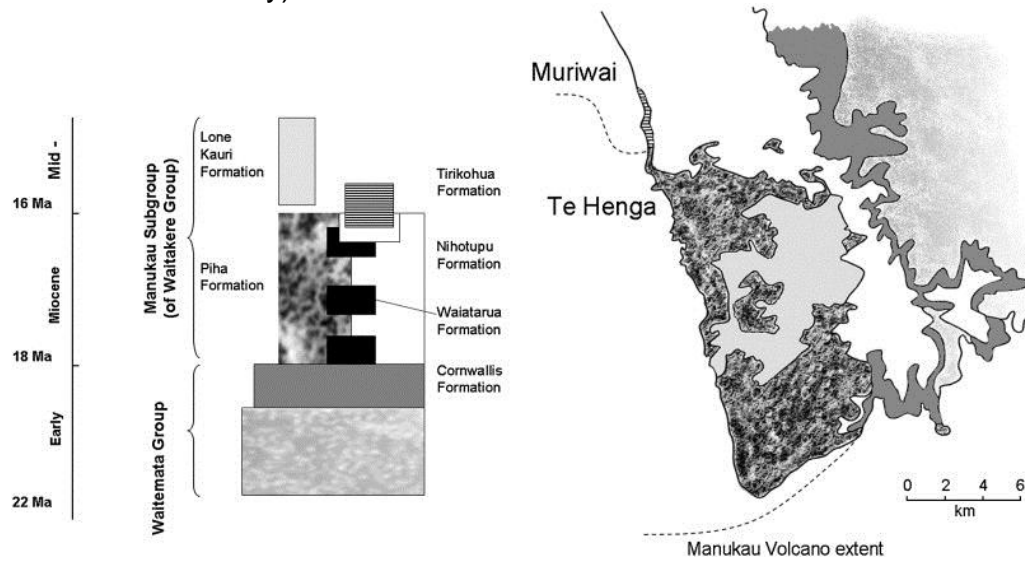 Mid -
16 Ma
Miocene
18 Ma
Early
22 Ma
Manukau Subgroup
(of Waitakere Group)
Waitemata Group
Lone
Kauri
Formation
Piha
Formation
Tirikohua
Formation
Nihotupu
Formation
Waiatarua
Formation
Cornwallis
Formation
Muriwai
Te Henga
0 2 4 6
km
Manukau Volcano extent